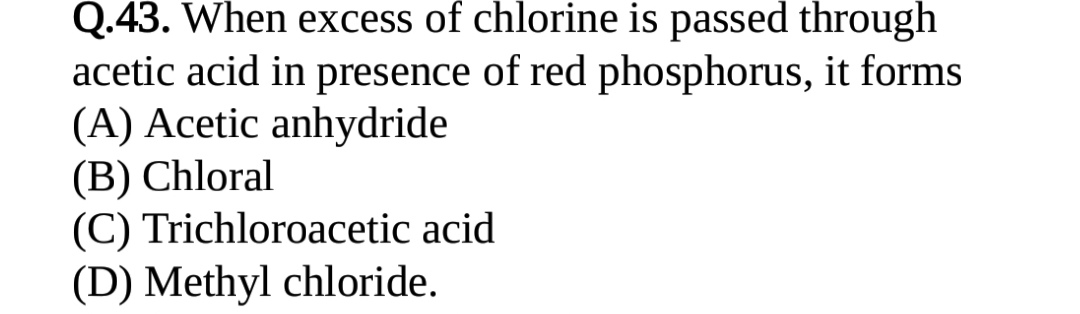 Q.43. When excess of chlorine is passed through
acetic acid in presence of red phosphorus, it forms
(A) Acetic anhydride
(B) Chloral
(C) Trichloroacetic acid
(D) Methyl chloride.